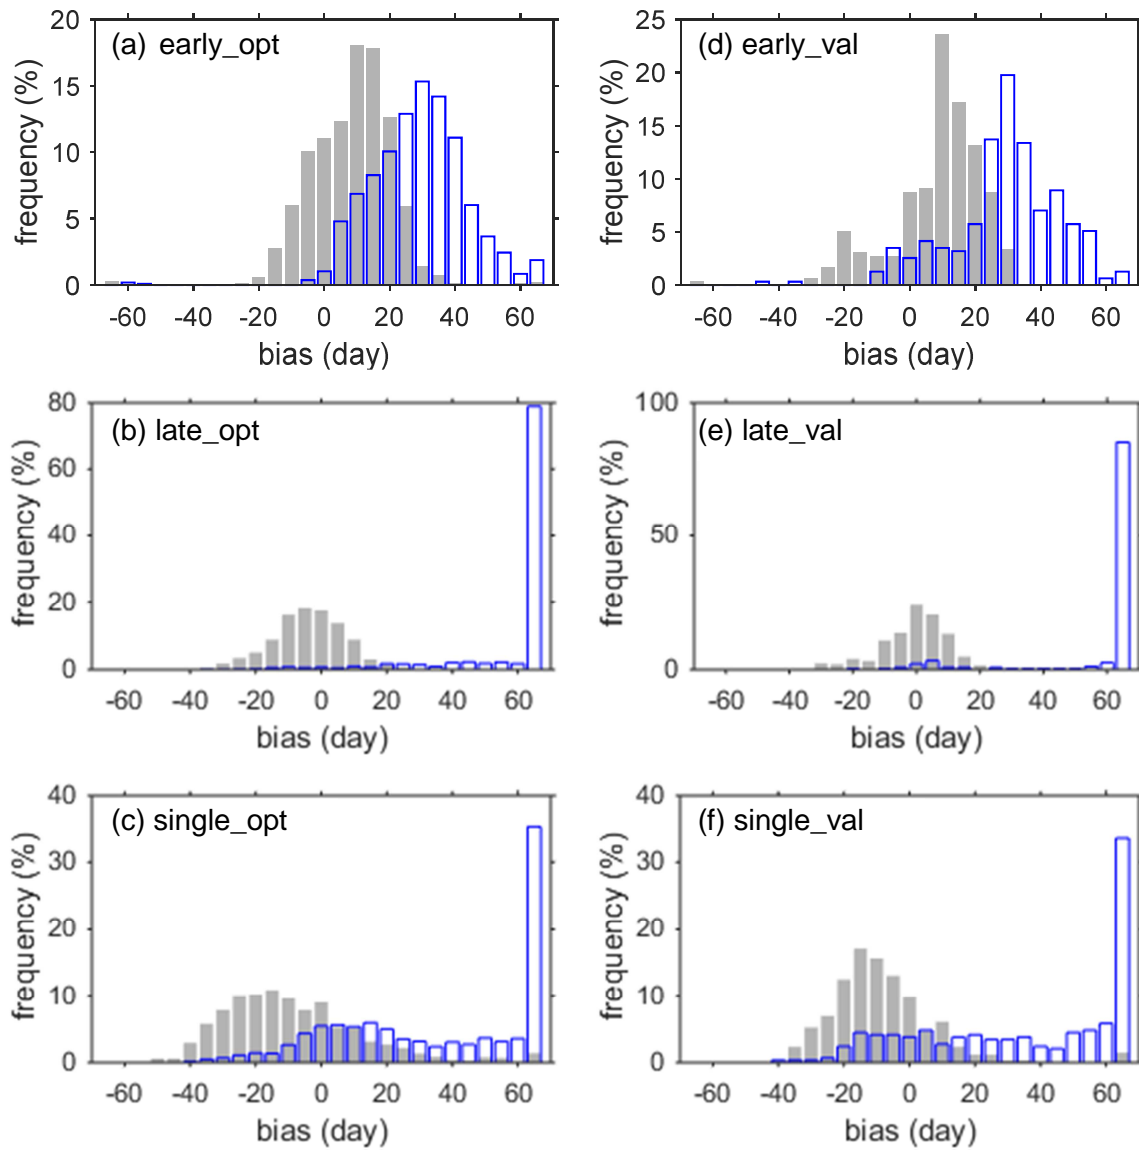 (a) early_opt
frequency (%)
20
15
10
5
0
-60 -40 -20 0 20 40 60
bias (day)
(d) early_val
frequency (%)
25
20
15
10
5
0
-60 -40 -20 0 20 40 60
bias (day)
(b) late_opt
frequency (%)
80
60
40
20
0
-60 -40 -20 0 20 40 60
bias (day)
(e) late_val
frequency (%)
100
50
0
-60 -40 -20 0 20 40 60
bias (day)
(c) single_opt
frequency (%)
40
30
20
10
0
-60 -40 -20 0 20 40 60
bias (day)
(f) single_val
frequency (%)
40
30
20
10
0
-60 -40 -20 0 20 40 60
bias (day)